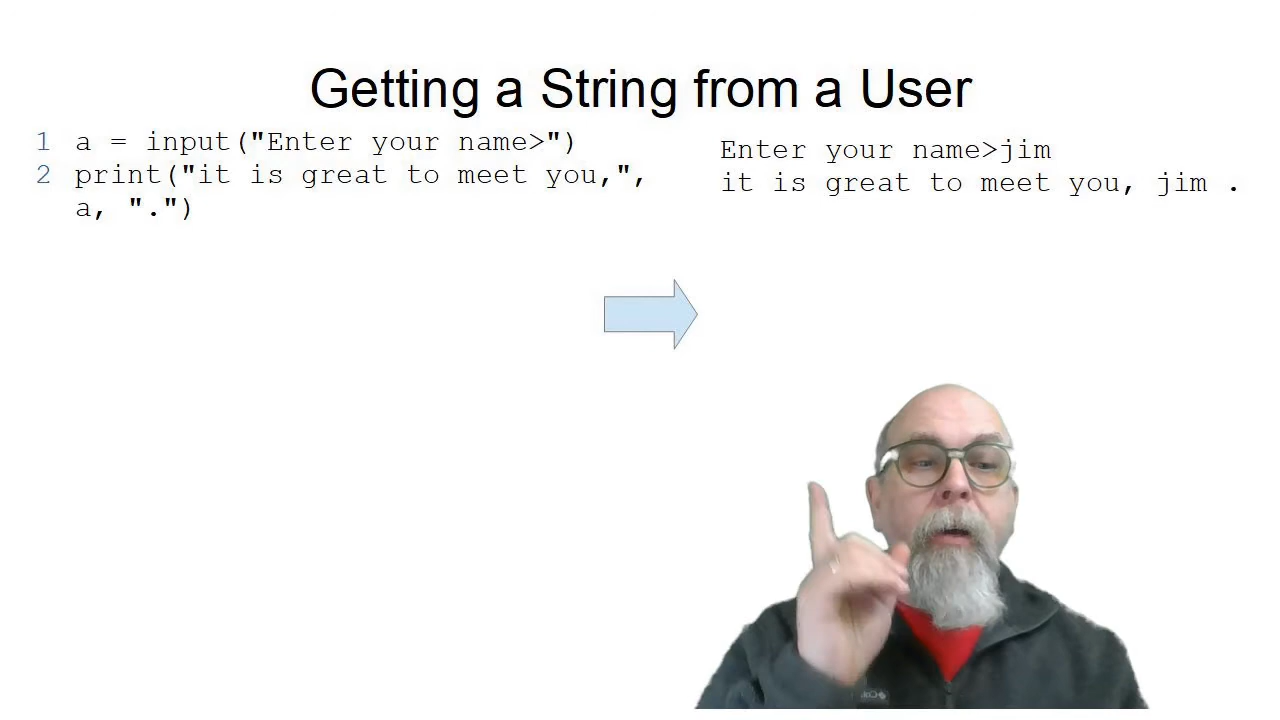 Getting a String from a User
1 a = input("Enter your name>")
2 print("it is great to meet you,",
a, ".")
Enter your name>jim
it is great to meet you, jim .